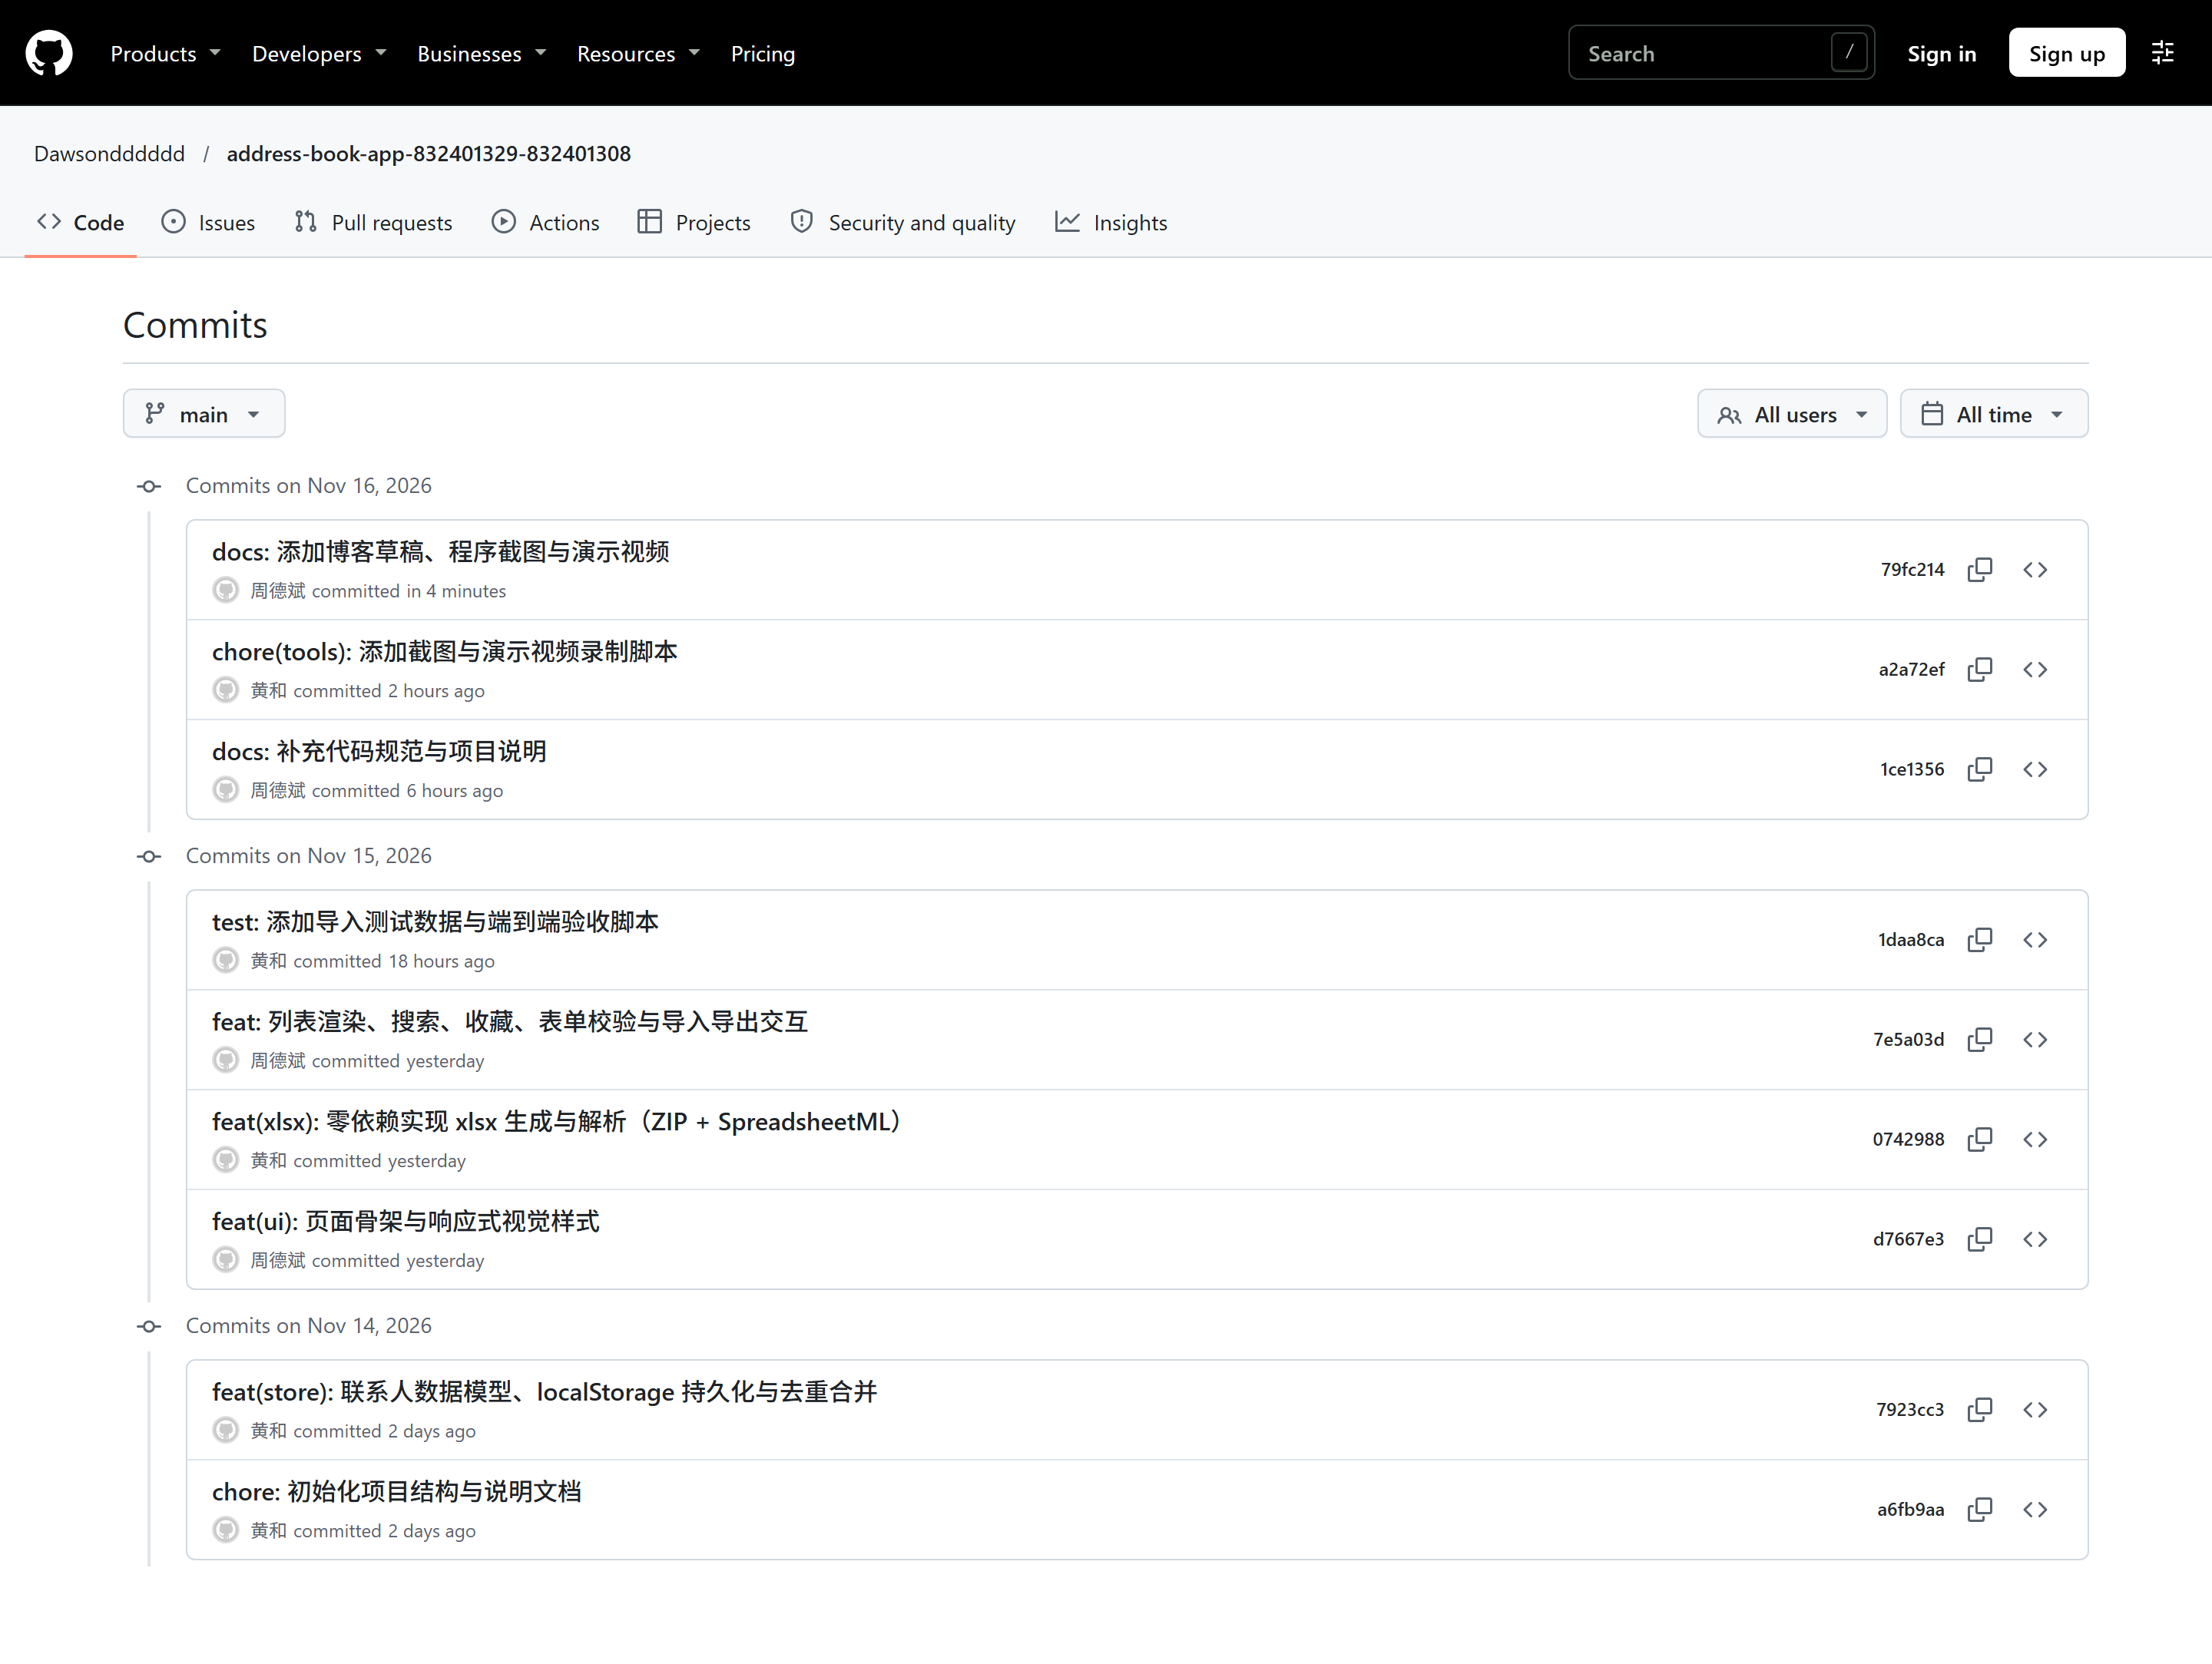 Products Developers Businesses Resources Pricing Search / Sign in Sign up
Dawsondddddd / address-book-app-832401329-832401308
Code Issues Pull requests Actions Projects Security and quality Insights
Commits
main All users All time
Commits on Nov 16, 2026
docs: 添加博客草稿、程序截图与演示视频
周德斌 committed in 4 minutes
79fc214
chore(tools): 添加截图与演示视频录制脚本
黄和 committed 2 hours ago
a2a72ef
docs: 补充代码规范与项目说明
周德斌 committed 6 hours ago
1ce1356
Commits on Nov 15, 2026
test: 添加导入测试数据与端到端验收脚本
黄和 committed 18 hours ago
1daa8ca
feat: 列表渲染、搜索、收藏、表单校验与导入导出交互
周德斌 committed yesterday
7e5a03d
feat(xlsx): 零依赖实现 xlsx 生成与解析（ZIP + SpreadsheetML）
黄和 committed yesterday
0742988
feat(ui): 页面骨架与响应式视觉样式
周德斌 committed yesterday
d7667e3
Commits on Nov 14, 2026
feat(store): 联系人数据模型、localStorage 持久化与去重合并
黄和 committed 2 days ago
7923cc3
chore: 初始化项目结构与说明文档
黄和 committed 2 days ago
a6fb9aa